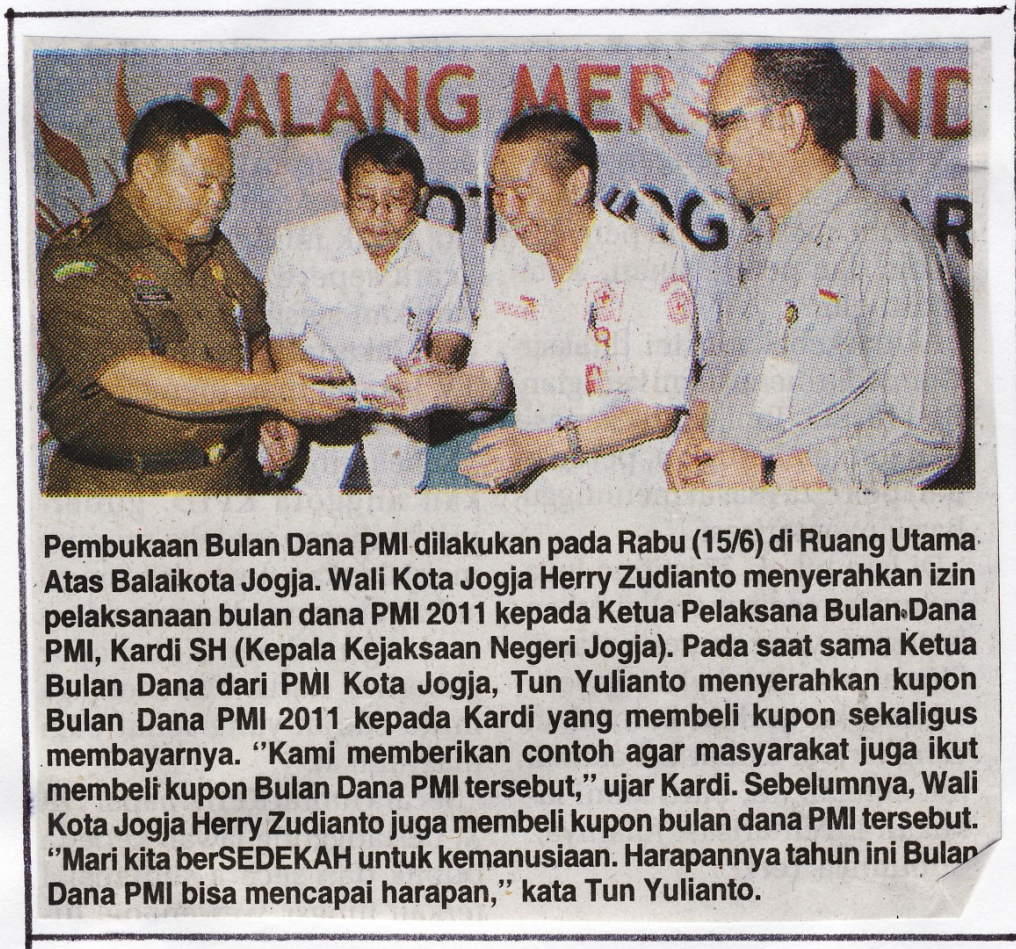 PALANG MER IND
KOTA YOG AR
Pembukaan Bulan Dana PMI dilakukan pada Rabu (15/6) di Ruang Utama
Atas Balaikota Jogja. Wali Kota Jogja Herry Zudianto menyerahkan izin
pelaksanaan bulan dana PMI 2011 kepada Ketua Pelaksana Bulan Dana
PMI, Kardi SH (Kepala Kejaksaan Negeri Jogja). Pada saat sama Ketua
Bulan Dana dari PMI Kota Jogja, Tun Yulianto menyerahkan kupon
Bulan Dana PMI 2011 kepada Kardi yang membeli kupon sekaligus
membayarnya. ‘’Kami memberikan contoh agar masyarakat juga ikut
membeli kupon Bulan Dana PMI tersebut,’’ ujar Kardi. Sebelumnya, Wali
Kota Jogja Herry Zudianto juga membeli kupon bulan dana PMI tersebut.
‘’Mari kita berSEDEKAH untuk kemanusiaan. Harapannya tahun ini Bulan
Dana PMI bisa mencapai harapan,’’ kata Tun Yulianto.